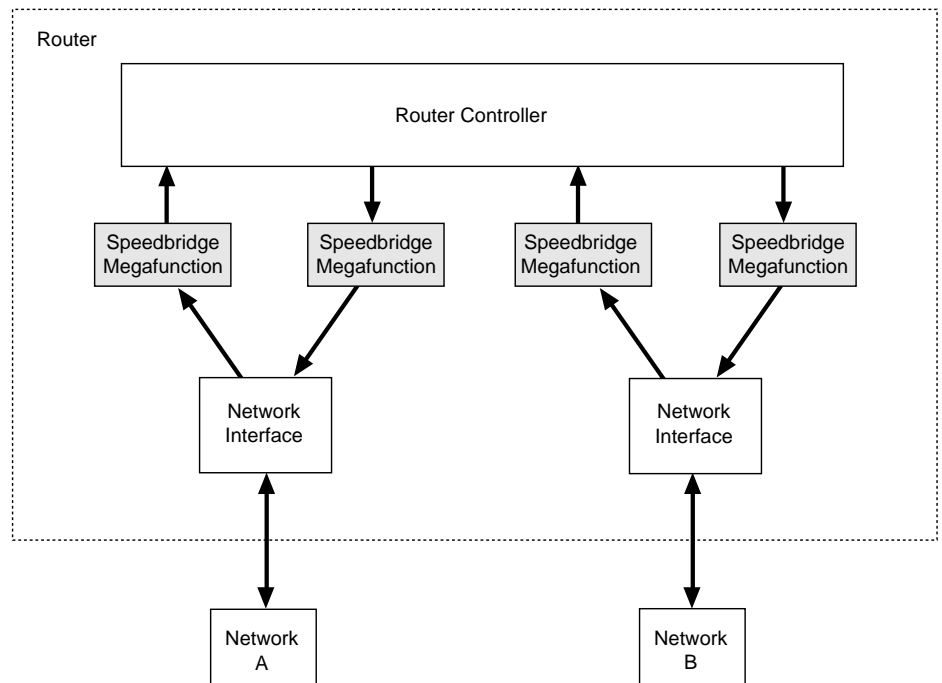 Router
Router Controller
Speedbridge
Megafunction
Speedbridge
Megafunction
Speedbridge
Megafunction
Speedbridge
Megafunction
Network
Interface
Network
Interface
Network
A
Network
B